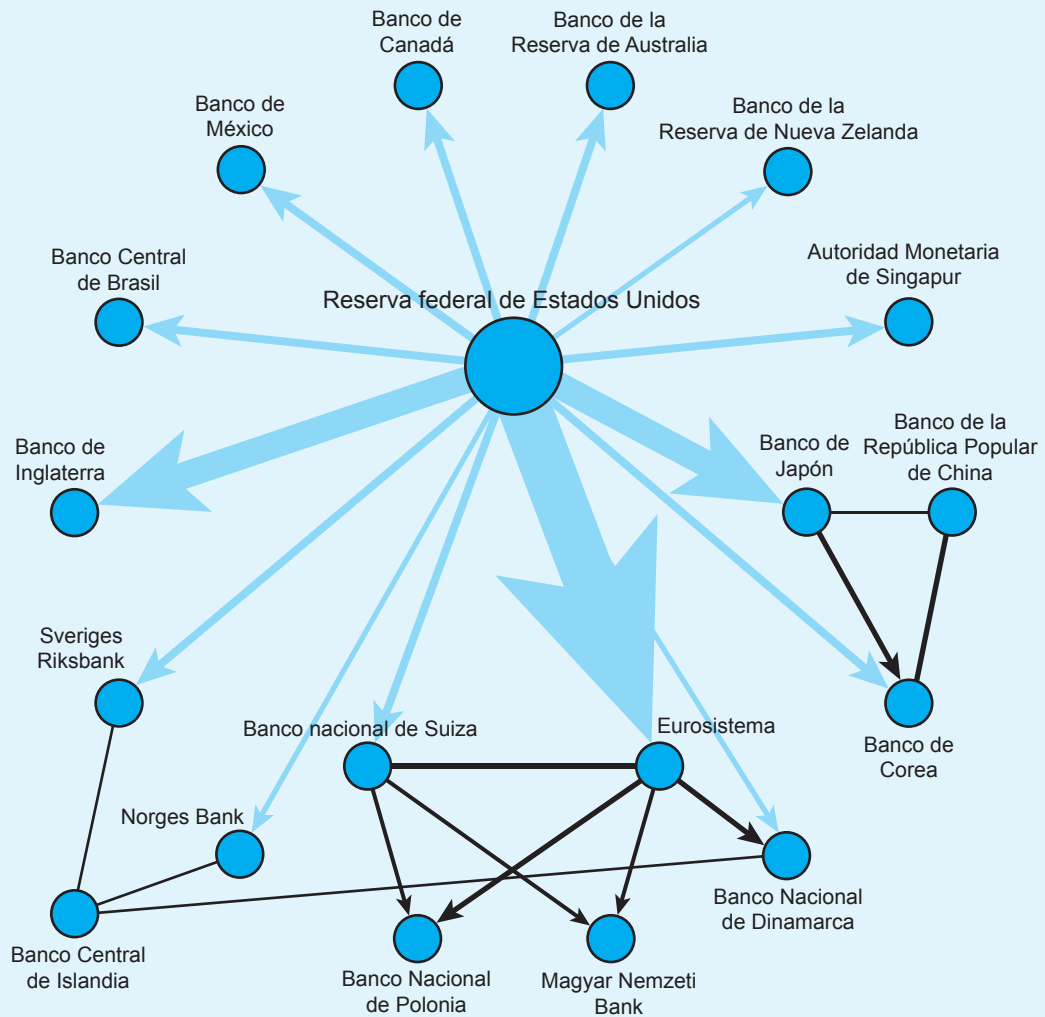 Banco de
Canadá
Banco de la
Reserva de Australia
Banco de
México
Banco de la
Reserva de Nueva Zelanda
Banco Central
de Brasil
Autoridad Monetaria
de Singapur
Reserva federal de Estados Unidos
Banco de
Inglaterra
Banco de
Japón
Banco de la
República Popular
de China
Sveriges
Riksbank
Banco nacional de Suiza
Eurosistema
Banco de
Corea
Norges Bank
Banco Nacional
de Dinamarca
Banco Central
de Islandia
Banco Nacional
de Polonia
Magyar Nemzeti
Bank